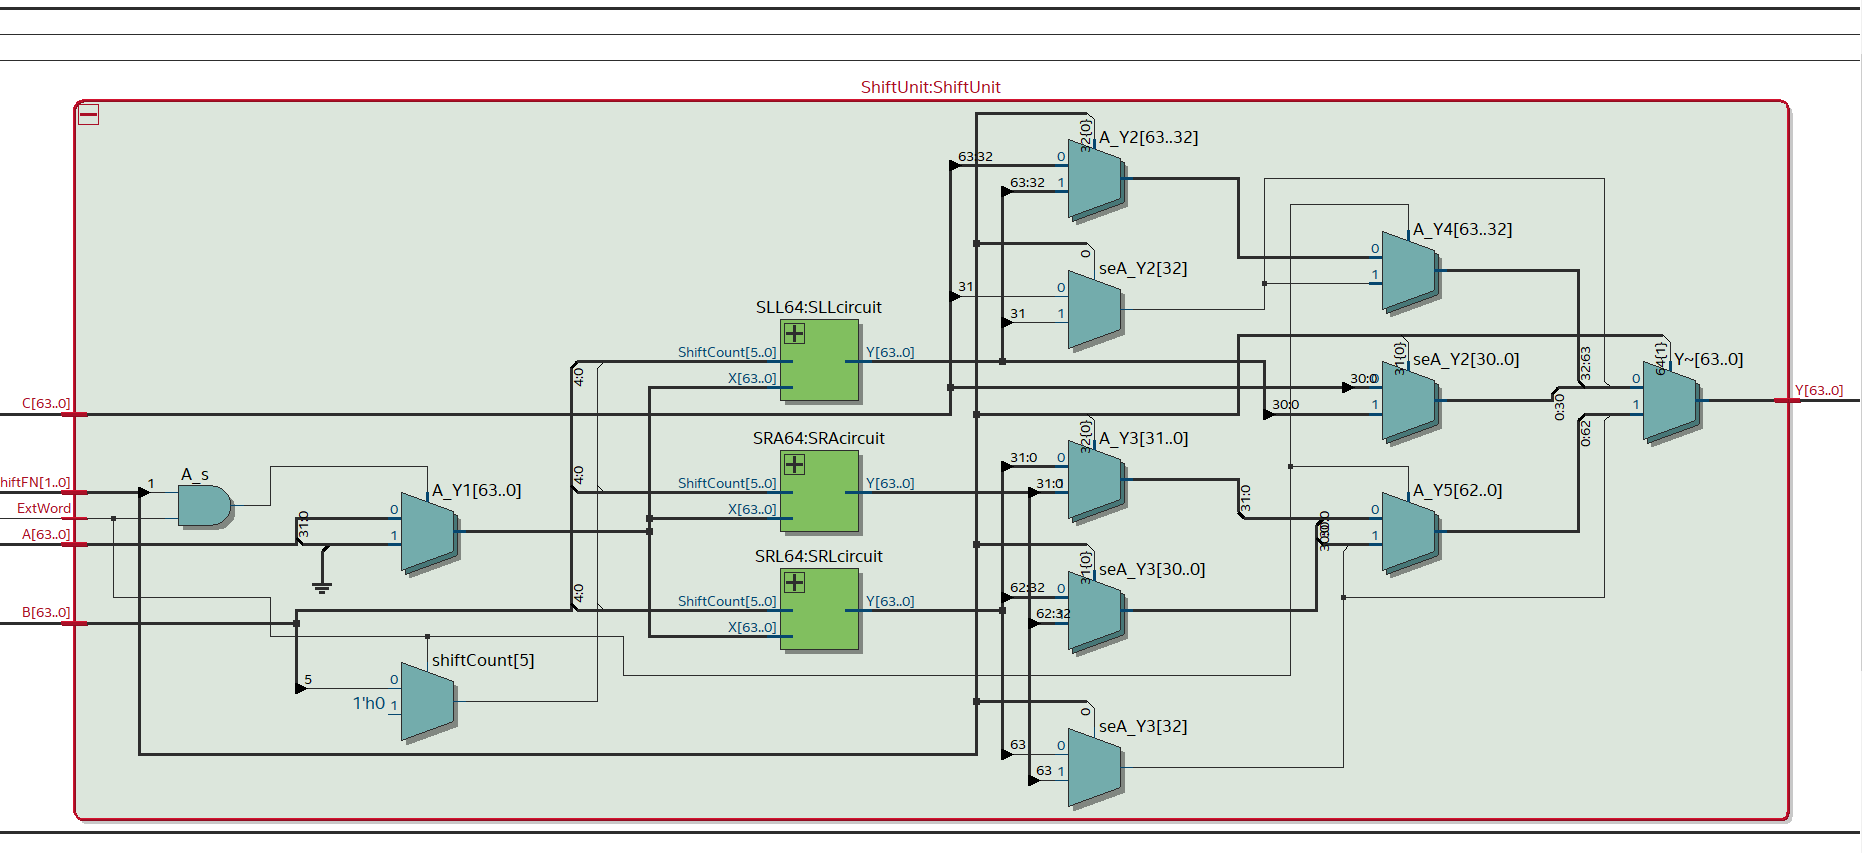 ShiftUnit:ShiftUnit
32{0}
A_Y2[63..32]
63:32
0
63:32
1
A_Y4[63..32]
0
1
0
seA_Y2[32]
31
0
31
1
SLL64:SLLcircuit
ShiftCount[5..0]
Y[63..0]
X[63..0]
4:0
31{0}
seA_Y2[30..0]
30:0
0
30:0
1
32:63
64{1}
Y~[63..0]
0
1
0:30
0:62
Y[63..0]
C[63..0]
32{0}
A_Y3[31..0]
31:0
0
31:0
1
SRA64:SRAcircuit
ShiftCount[5..0]
Y[63..0]
X[63..0]
4:0
hiftFN[1..0]
1
A_s
ExtWord
A[63..0]
A_Y1[63..0]
0
1
31:0
31:0
A_Y5[62..0]
0
1
SRL64:SRLcircuit
ShiftCount[5..0]
Y[63..0]
X[63..0]
4:0
31{0}
seA_Y3[30..0]
62:32
0
62:32
1
B[63..0]
shiftCount[5]
5
0
1'h0
1
0
seA_Y3[32]
63
0
63
1